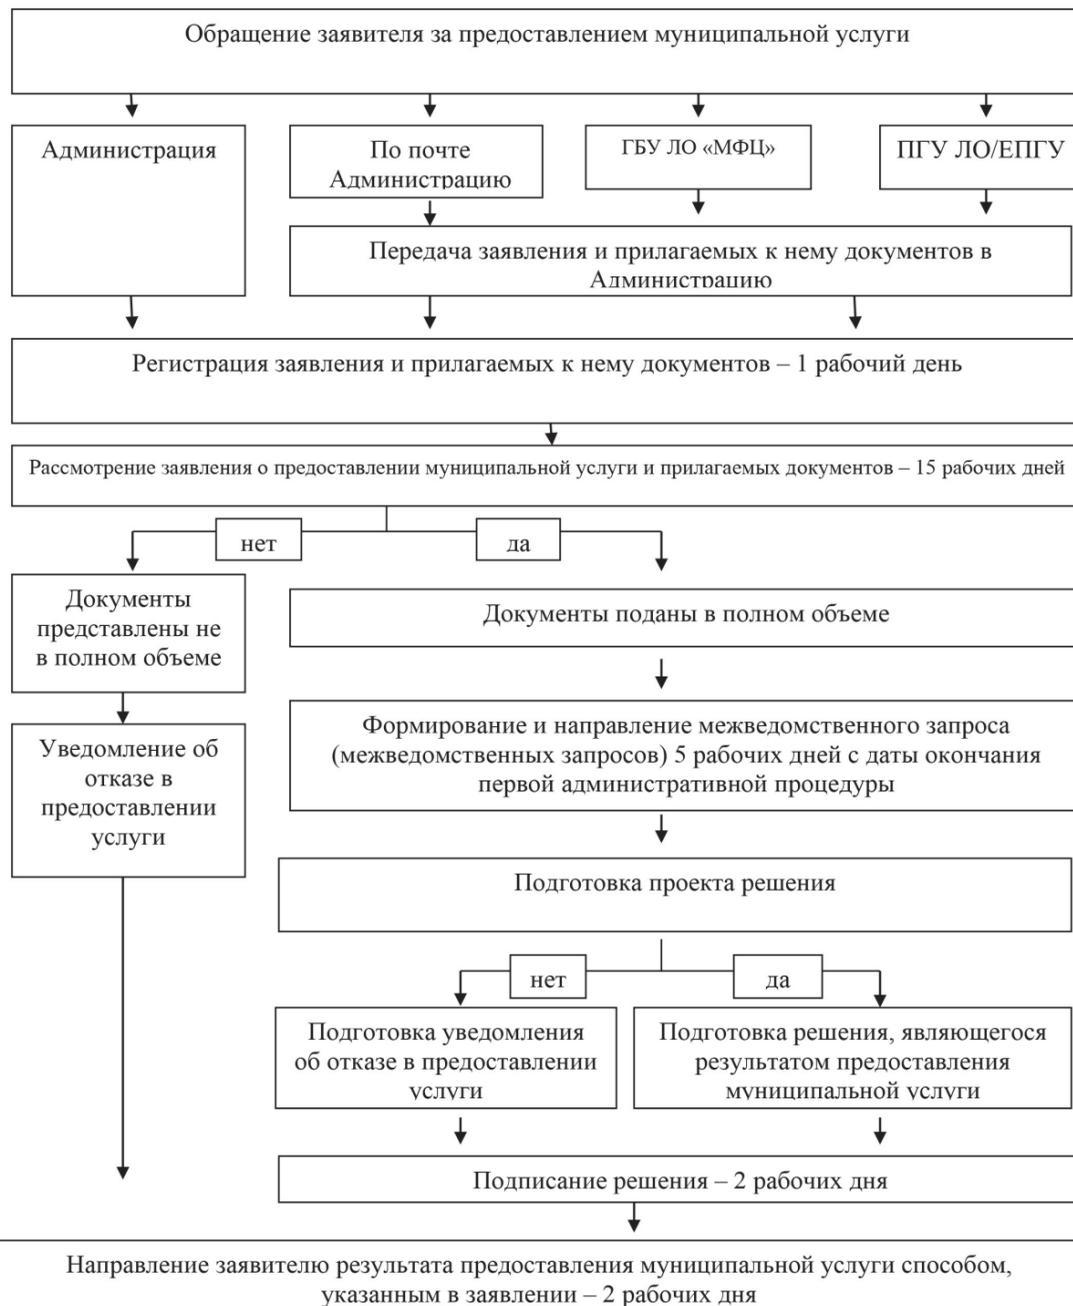 Обращение заявителя за предоставлением муниципальной услуги
Администрация
По почте
Администрацию
ГБУ ЛО «МФЦ»
ПГУ ЛО/ЕПГУ
Передача заявления и прилагаемых к нему документов в
Администрацию
Регистрация заявления и прилагаемых к нему документов – 1 рабочий день
Рассмотрение заявления о предоставлении муниципальной услуги и прилагаемых документов – 15 рабочих дней
нет
да
Документы
представлены не
в полном объеме
Документы поданы в полном объеме
Уведомление об
отказе в
предоставлении
услуги
Формирование и направление межведомственного запроса
(межведомственных запросов) 5 рабочих дней с даты окончания
первой административной процедуры
Подготовка проекта решения
нет
да
Подготовка уведомления
об отказе в предоставлении
услуги
Подготовка решения, являющегося
результатом предоставления
муниципальной услуги
Подписание решения – 2 рабочих дня
Направление заявителю результата предоставления муниципальной услуги способом,
указанным в заявлении – 2 рабочих дня